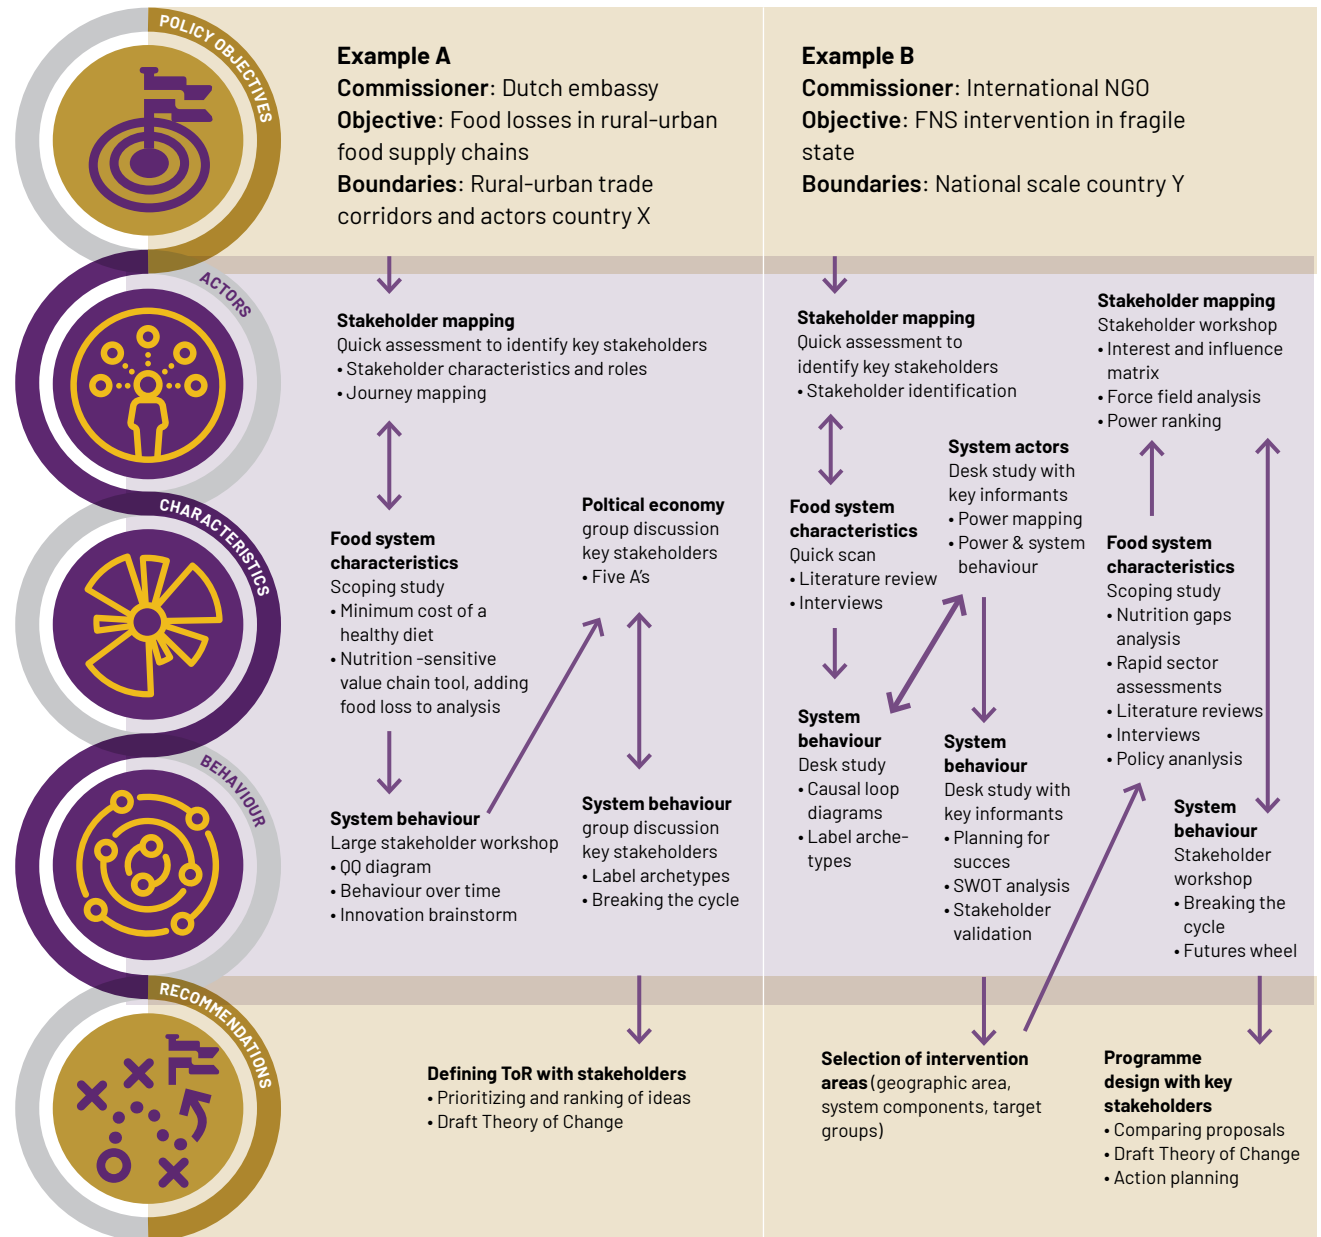 POLICY OBJECTIVES
Example A
Commissioner: Dutch embassy
Objective: Food losses in rural-urban
food supply chains
Boundaries: Rural-urban trade
corridors and actors country X
Example B
Commissioner: International NGO
Objective: FNS intervention in fragile
state
Boundaries: National scale country Y
ACTORS
Stakeholder mapping
Quick assessment to identify key stakeholders
• Stakeholder characteristics and roles
• Journey mapping
Stakeholder mapping
Quick assessment to
identify key stakeholders
• Stakeholder identification
Stakeholder mapping
Stakeholder workshop
• Interest and influence
matrix
• Force field analysis
• Power ranking
System actors
Desk study with
key informants
• Power mapping
• Power & system
behaviour
CHARACTERISTICS
Food system
characteristics
Scoping study
• Minimum cost of a
healthy diet
• Nutrition -sensitive
value chain tool, adding
food loss to analysis
Poltical economy
group discussion
key stakeholders
• Five A's
Food system
characteristics
Quick scan
• Literature review
• Interviews
Food system
characteristics
Scoping study
• Nutrition gaps
analysis
• Rapid sector
assessments
• Literature reviews
• Interviews
• Policy ananlysis
BEHAVIOUR
System behaviour
Large stakeholder workshop
• QQ diagram
• Behaviour over time
• Innovation brainstorm
System behaviour
group discussion
key stakeholders
• Label archetypes
• Breaking the cycle
System
behaviour
Desk study
• Causal loop
diagrams
• Label arche-
types
System
behaviour
Desk study with
key informants
• Planning for
succes
• SWOT analysis
• Stakeholder
validation
System
behaviour
Stakeholder
workshop
• Breaking the
cycle
• Futures wheel
RECOMMENDATIONS
Defining ToR with stakeholders
• Prioritizing and ranking of ideas
• Draft Theory of Change
Selection of intervention
areas (geographic area,
system components, target
groups)
Programme
design with key
stakeholders
• Comparing proposals
• Draft Theory of Change
• Action planning